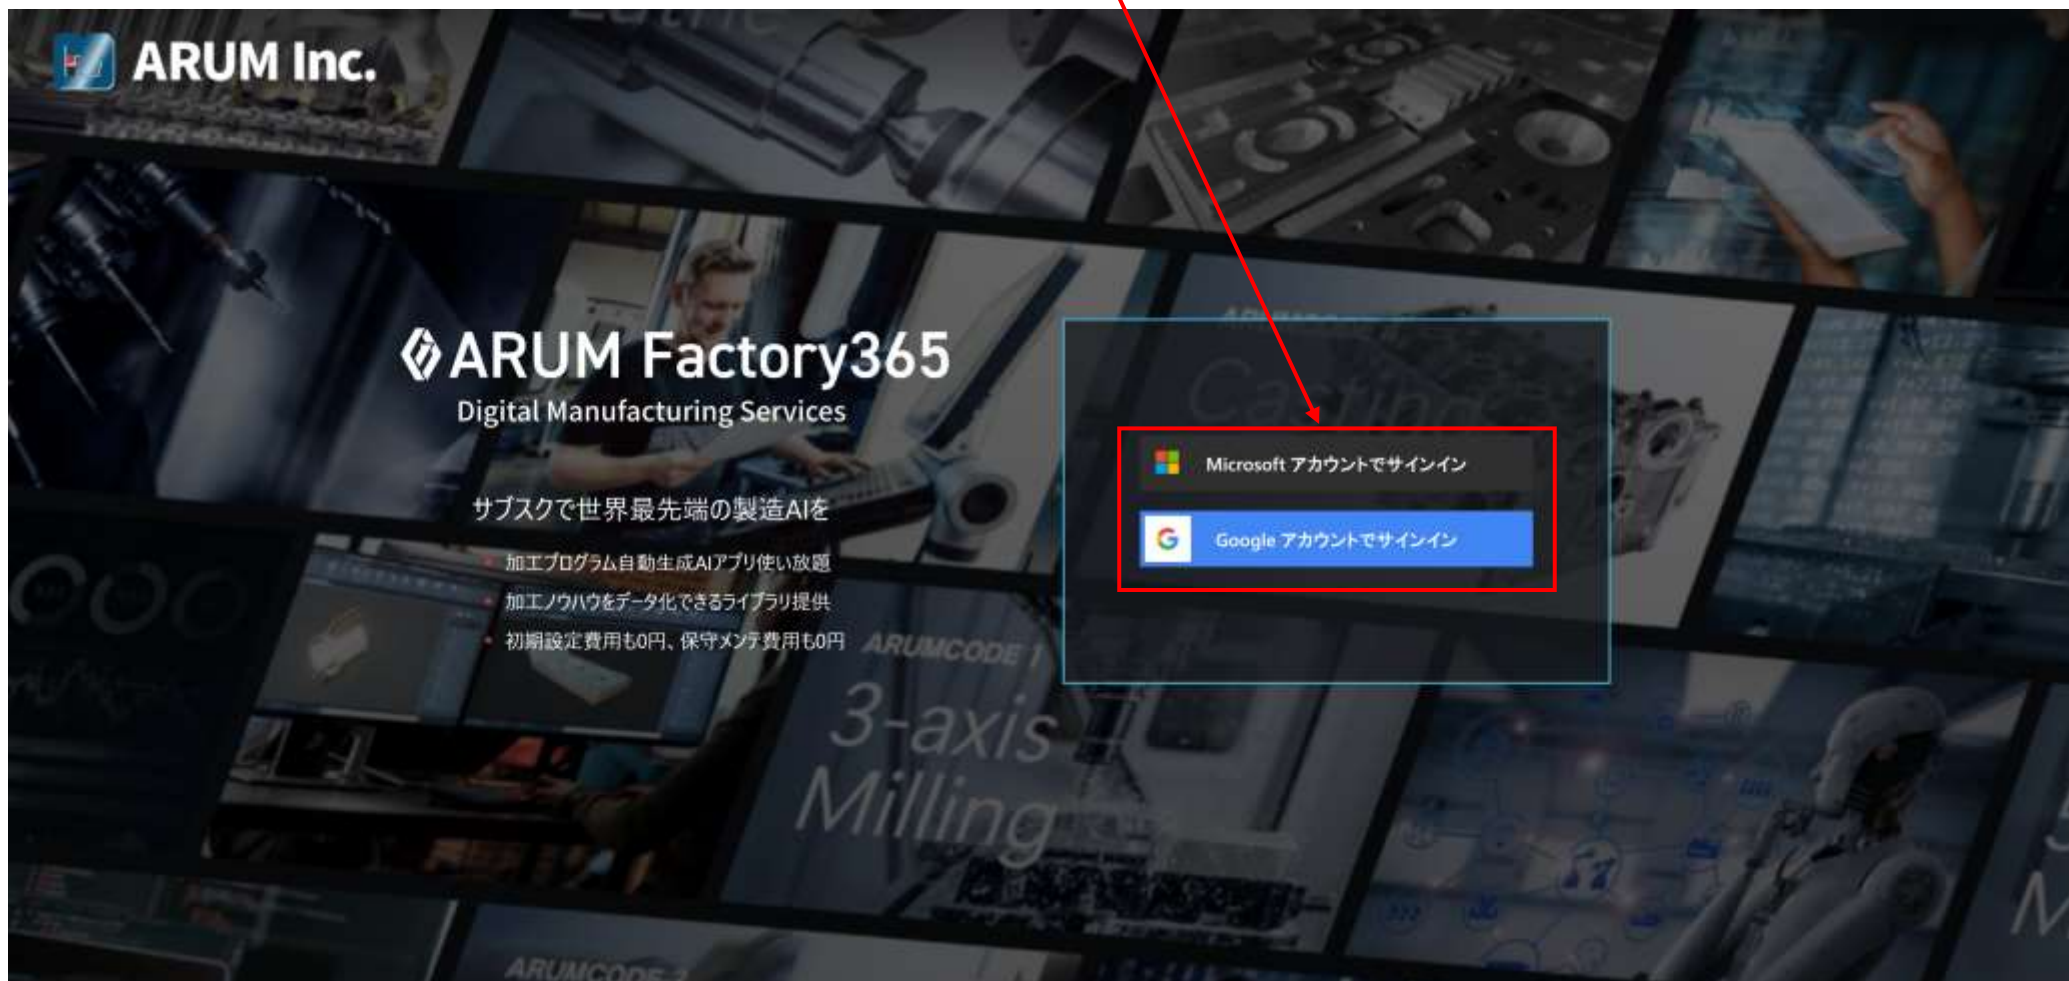 Lathe
ARUM Inc.
ARUM Factory365
Digital Manufacturing Services
サブスクで世界最先端の製造AIを
加工プログラム自動生成AIアプリ使い放題
加工ノウハウをデータ化できるライブラリ提供
初期設定費用も0円、保守メンテ費用も0円
Casting
Microsoft アカウントでサインイン
Google アカウントでサインイン
ARUMCODE 1
3-axis
Milling
ARUMCODE 2